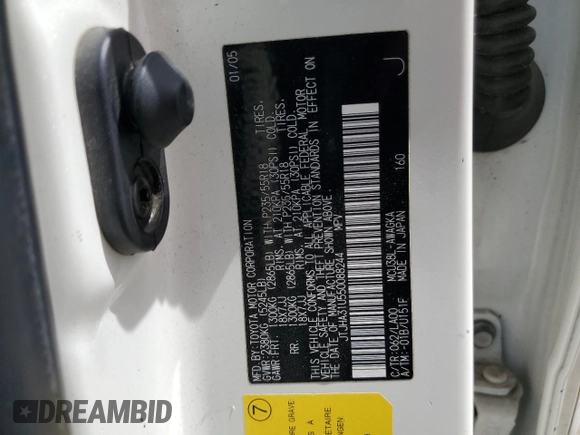 01/05
MFD.BY:TOYOTA MOTOR CORPORATION
GVWR:2380KG (5245LB)
GAWR:FRT. 1300KG (2865LB) WITH P235/55R18 TIRES,
18X7JJ RIMS, AT 210KPA (30PSI) COLD.
RR. 1300KG (2865LB) WITH P235/55R18 TIRES,
18X7JJ RIMS, AT 210KPA (30PSI) COLD.
THIS VEHICLE CONFORMS TO ALL APPLICABLE FEDERAL MOTOR
VEHICLE SAFETY AND THEFT PREVENTION STANDARDS IN EFFECT ON
THE DATE OF MANUFACTURE SHOWN ABOVE.
JTJHA31U550088244 MPV
160
C/TR:062/LA00 MCU38L-AWAGKA
A/TM:-01B/U151F MADE IN JAPAN
J
7
GRAVE
DREAMBID